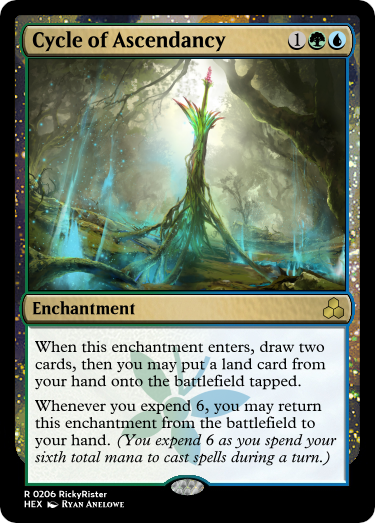 Cycle of Ascendancy 1
Enchantment
When this enchantment enters, draw two
cards, then you may put a land card from
your hand onto the battlefield tapped.
Whenever you expend 6, you may return
this enchantment from the battlefield to
your hand. (You expend 6 as you spend your
sixth total mana to cast spells during a turn.)
R 0206 RickyRister
HEX Ryan Anelowe